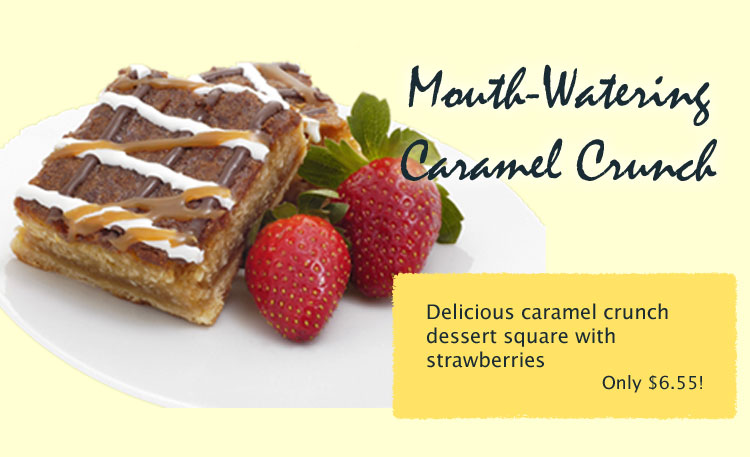 Mouth-Watering
Caramel Crunch
Delicious caramel crunch
dessert square with
strawberries
Only $6.55!